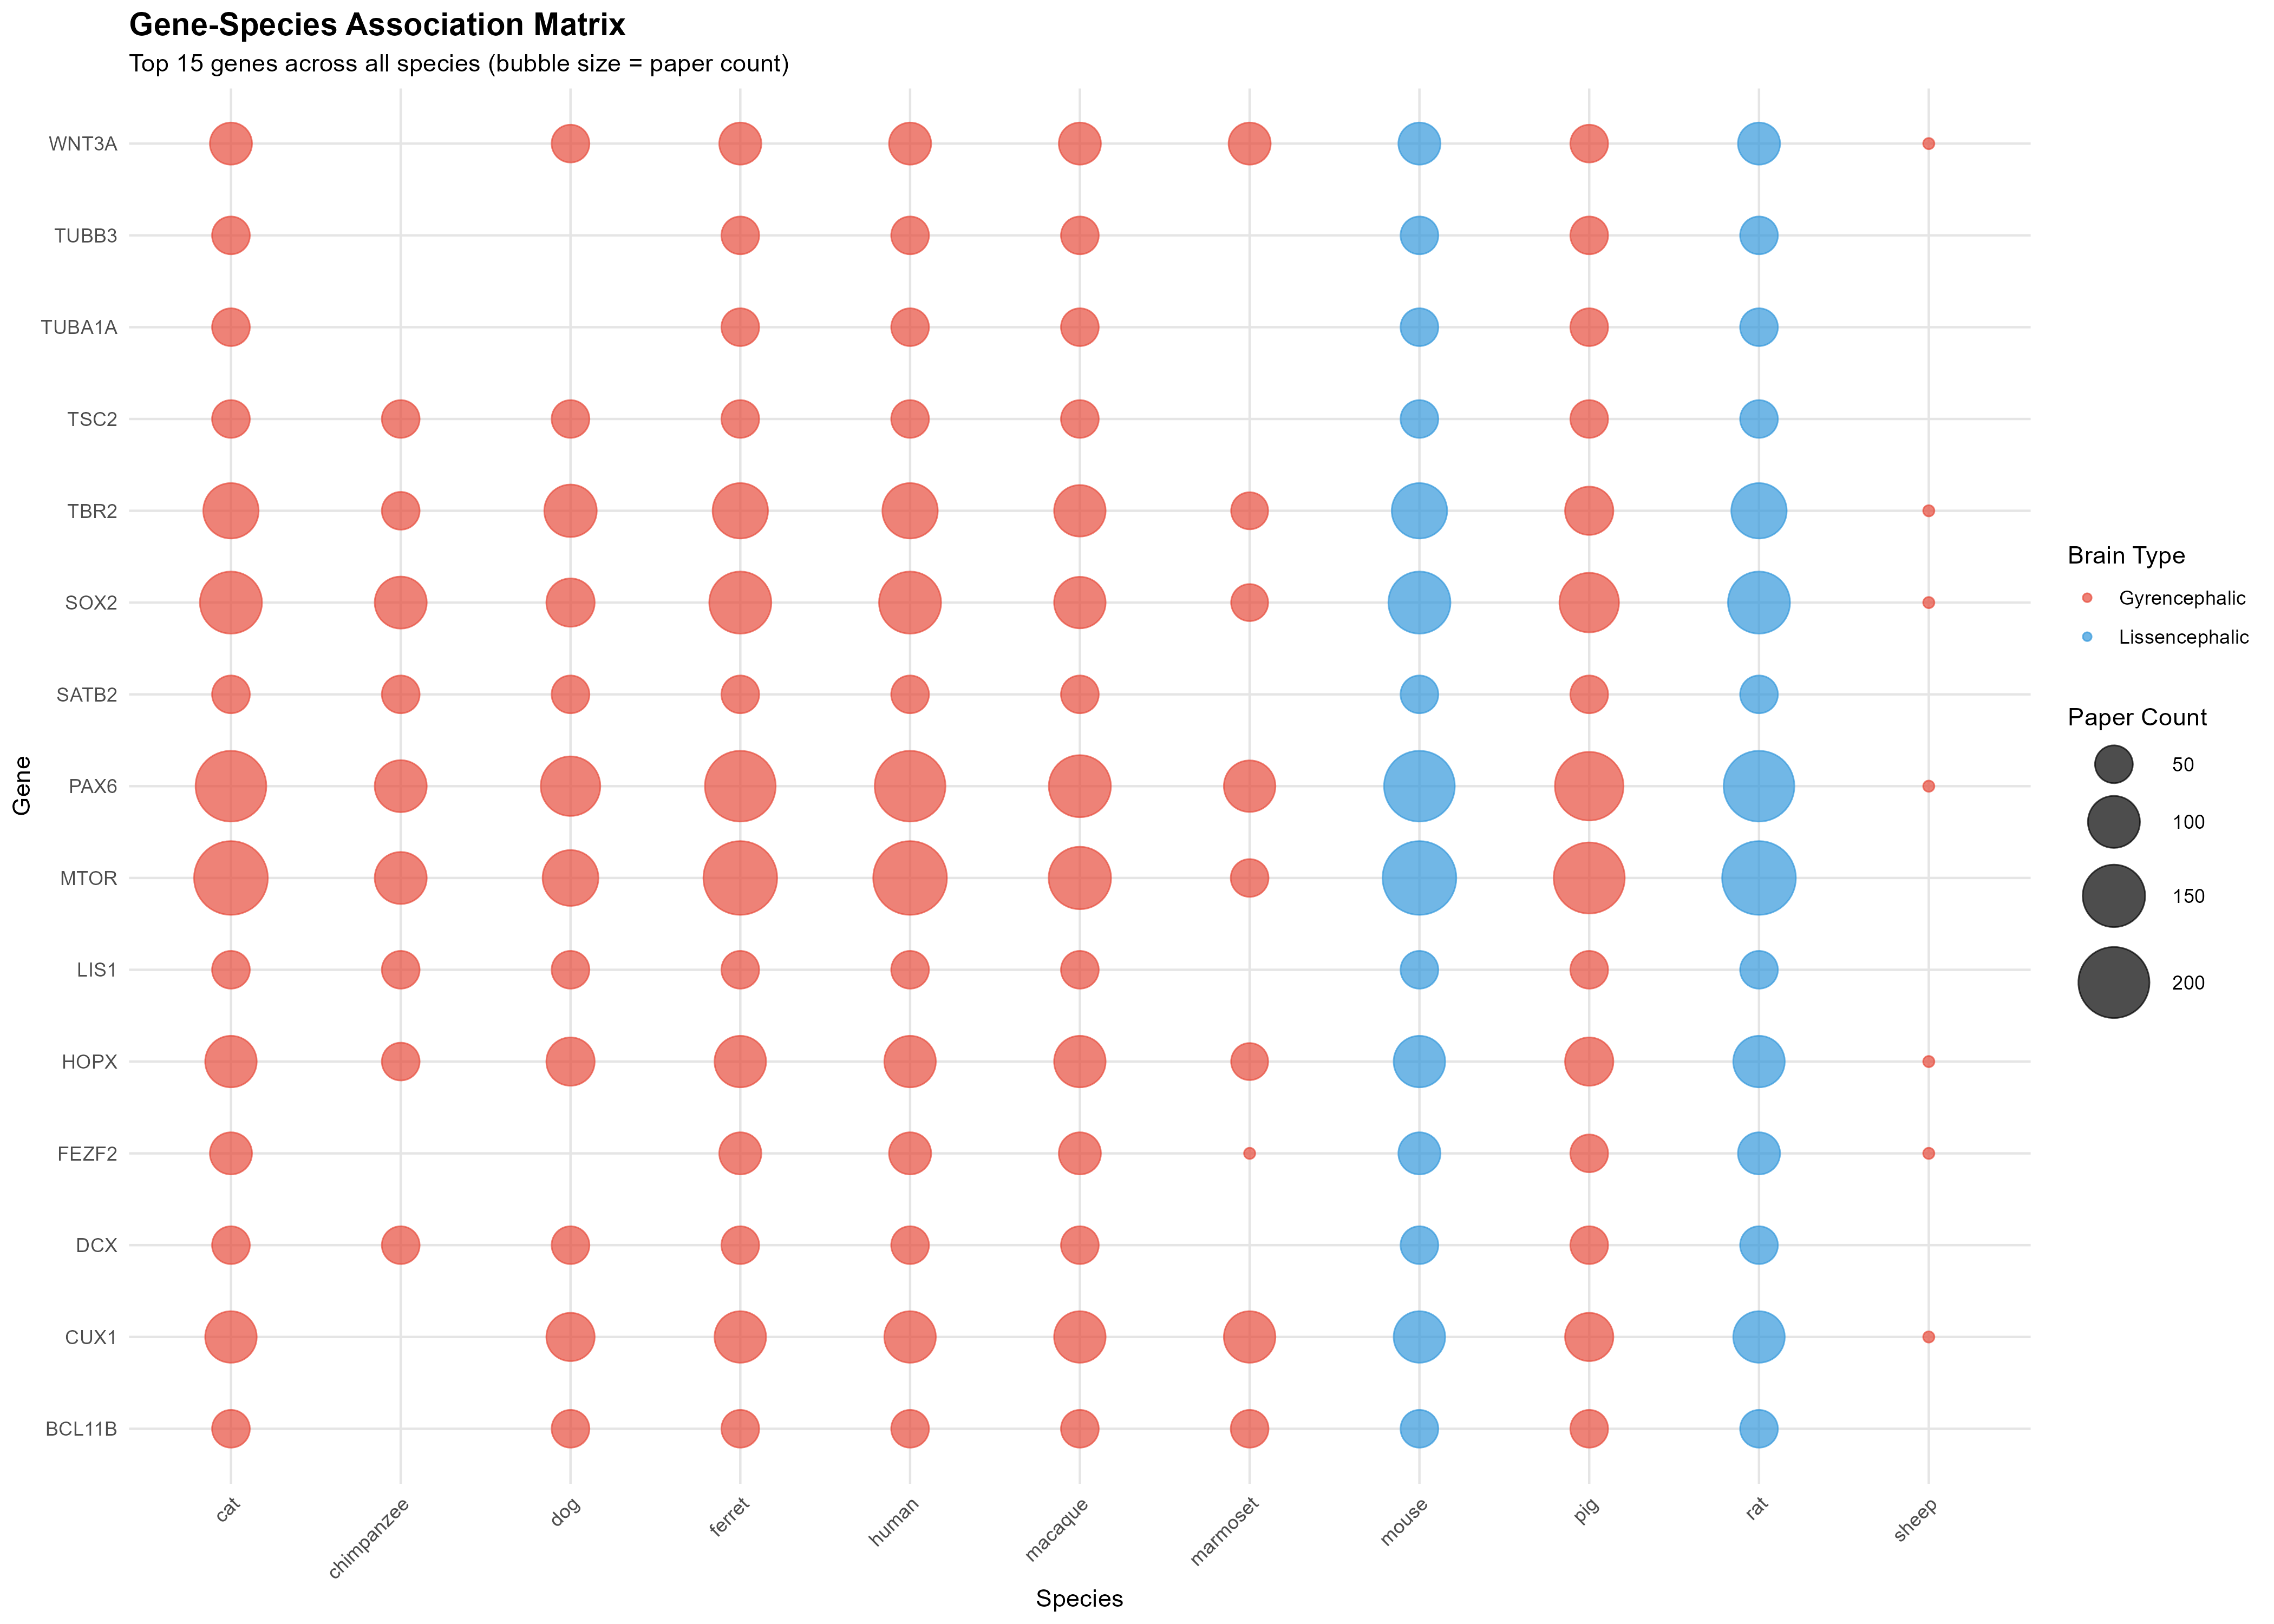 Gene-Species Association Matrix
Top 15 genes across all species (bubble size = paper count)
Gene
WNT3A
TUBB3
TUBA1A
TSC2
TBR2
SOX2
SATB2
PAX6
MTOR
LIS1
HOPX
FEZF2
DCX
CUX1
BCL11B
cat
chimpanzee
dog
ferret
human
macaque
marmoset
mouse
pig
rat
sheep
Species
Brain Type
Gyrencephalic
Lissencephalic
Paper Count
50
100
150
200